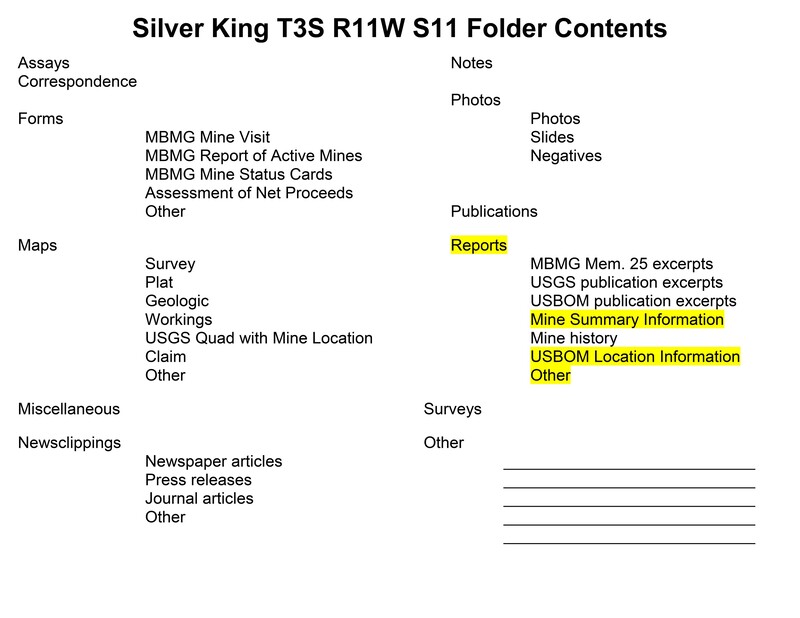 Silver King T3S R11W S11 Folder Contents
Assays
Correspondence
Forms
MBMG Mine Visit
MBMG Report of Active Mines
MBMG Mine Status Cards
Assessment of Net Proceeds
Other
Maps
Survey
Plat
Geologic
Workings
USGS Quad with Mine Location
Claim
Other
Miscellaneous
Newsclippings
Newspaper articles
Press releases
Journal articles
Other
Notes
Photos
Photos
Slides
Negatives
Publications
Reports
MBMG Mem. 25 excerpts
USGS publication excerpts
USBOM publication excerpts
Mine Summary Information
Mine history
USBOM Location Information
Other
Surveys
Other